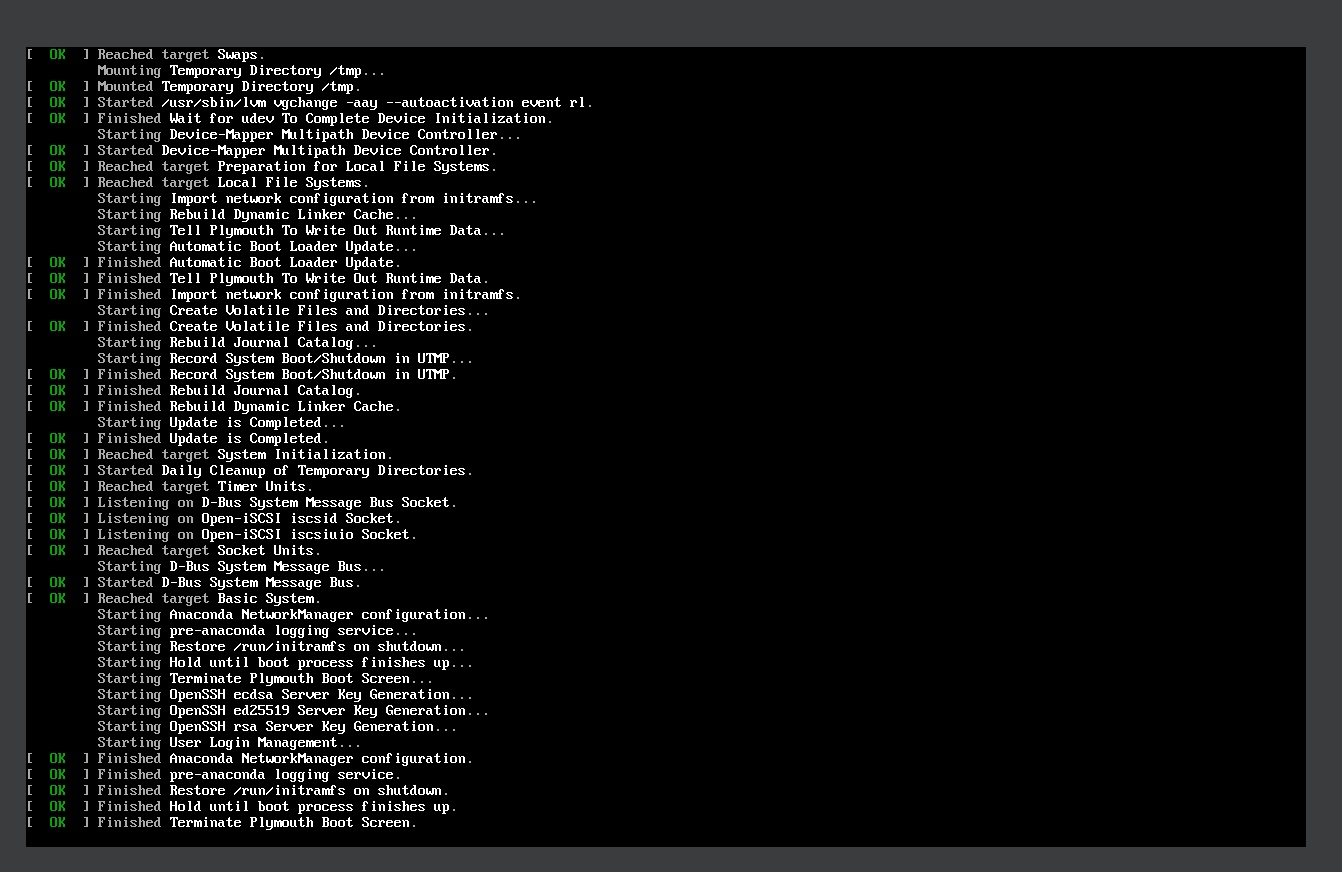 [  OK  ] Reached target Swaps.
         Mounting Temporary Directory /tmp...
[  OK  ] Mounted Temporary Directory /tmp.
[  OK  ] Started /usr/sbin/lvm vgchange -aay --autoactivation event rl.
[  OK  ] Finished Wait for udev To Complete Device Initialization.
         Starting Device-Mapper Multipath Device Controller...
[  OK  ] Started Device-Mapper Multipath Device Controller.
[  OK  ] Reached target Preparation for Local File Systems.
[  OK  ] Reached target Local File Systems.
         Starting Import network configuration from initramfs...
         Starting Rebuild Dynamic Linker Cache...
         Starting Tell Plymouth To Write Out Runtime Data...
         Starting Automatic Boot Loader Update...
[  OK  ] Finished Automatic Boot Loader Update.
[  OK  ] Finished Tell Plymouth To Write Out Runtime Data.
[  OK  ] Finished Import network configuration from initramfs.
         Starting Create Volatile Files and Directories...
[  OK  ] Finished Create Volatile Files and Directories.
         Starting Rebuild Journal Catalog...
         Starting Record System Boot/Shutdown in UTMP...
[  OK  ] Finished Record System Boot/Shutdown in UTMP.
[  OK  ] Finished Rebuild Journal Catalog.
[  OK  ] Finished Rebuild Dynamic Linker Cache.
         Starting Update is Completed...
[  OK  ] Finished Update is Completed.
[  OK  ] Reached target System Initialization.
[  OK  ] Started Daily Cleanup of Temporary Directories.
[  OK  ] Reached target Timer Units.
[  OK  ] Listening on D-Bus System Message Bus Socket.
[  OK  ] Listening on Open-iSCSI iscsid Socket.
[  OK  ] Listening on Open-iSCSI iscsiuio Socket.
[  OK  ] Reached target Socket Units.
         Starting D-Bus System Message Bus...
[  OK  ] Started D-Bus System Message Bus.
[  OK  ] Reached target Basic System.
         Starting Anaconda NetworkManager configuration...
         Starting pre-anaconda logging service...
         Starting Restore /run/initramfs on shutdown...
         Starting Hold until boot process finishes up...
         Starting Terminate Plymouth Boot Screen...
         Starting OpenSSH ecdsa Server Key Generation...
         Starting OpenSSH ed25519 Server Key Generation...
         Starting OpenSSH rsa Server Key Generation...
         Starting User Login Management...
[  OK  ] Finished Anaconda NetworkManager configuration.
[  OK  ] Finished pre-anaconda logging service.
[  OK  ] Finished Restore /run/initramfs on shutdown.
[  OK  ] Finished Hold until boot process finishes up.
[  OK  ] Finished Terminate Plymouth Boot Screen.